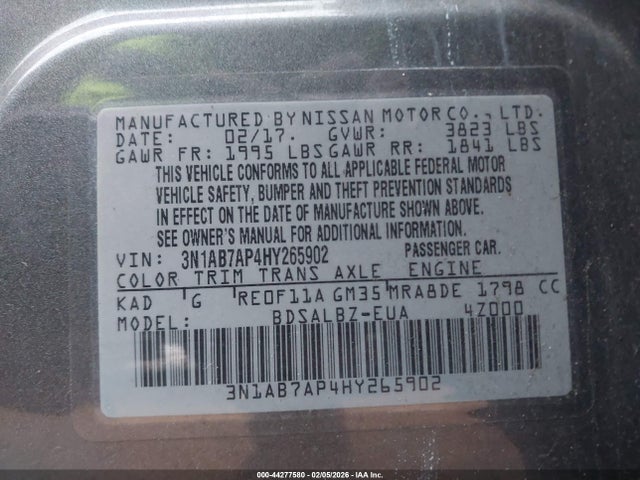 MANUFACTURED BY NISSAN MOTOR CO., LTD.
DATE: 02/17. GVWR: 3823 LBS
GAWR FR: 1995 LBS GAWR RR: 1841 LBS
THIS VEHICLE CONFORMS TO ALL APPLICABLE FEDERAL MOTOR
VEHICLE SAFETY, BUMPER AND THEFT PREVENTION STANDARDS
IN EFFECT ON THE DATE OF MANUFACTURE SHOWN ABOVE.
SEE OWNER'S MANUAL FOR ADDITIONAL INFORMATION.
VIN: 3N1AB7AP4HY265902 PASSENGER CAR.
COLOR TRIM TRANS AXLE ENGINE
KAD G RE0F11A GM35 MRA8DE 1798 CC
MODEL: BDSALBZ-EUA 4Z000
3N1AB7AP4HY265902
000-44277580 - 02/05/2026 - IAA Inc.